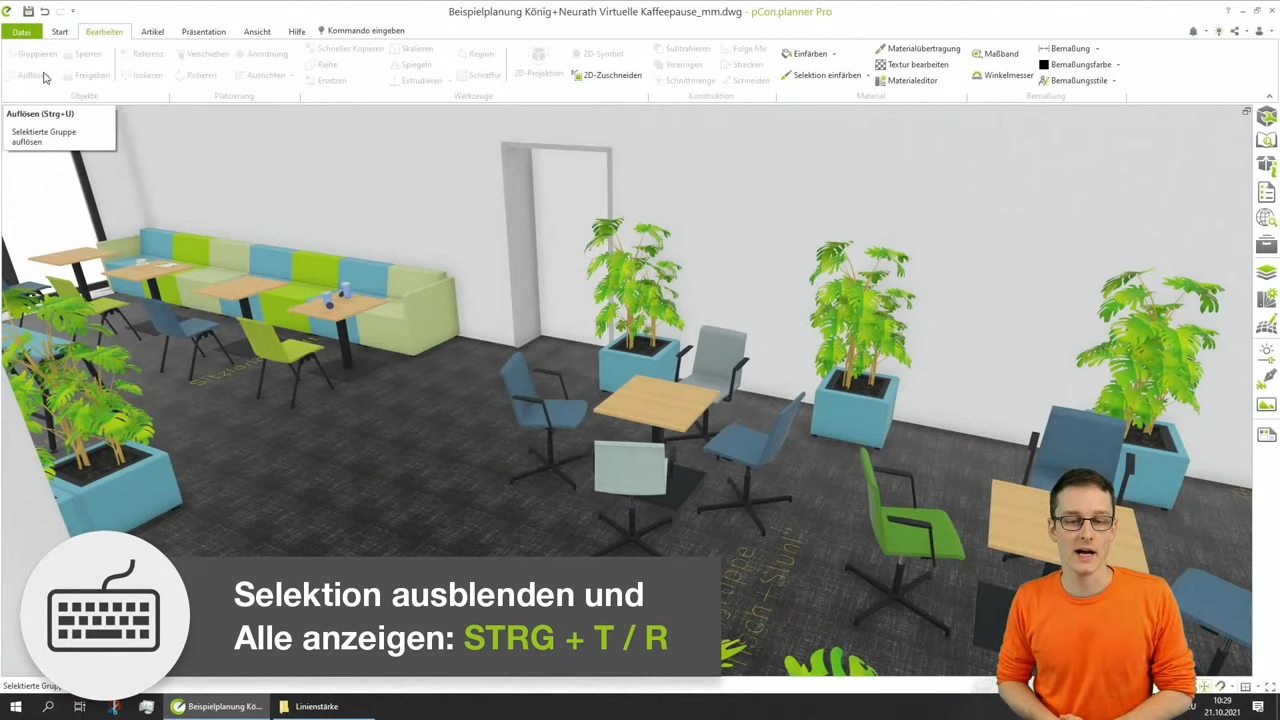 Beispielplanung König+Neurath Virtuelle Kaffeepause_mm.dwg - pCon.planner Pro
Datei Start Bearbeiten Artikel Präsentation Ansicht Hilfe Kommando eingeben
Gruppieren Sperren Referenz Verschieben Anordnung Schnelles Kopieren Skalieren Region 2D-Symbol Subtrahieren Folge Me Einfärben Materialübertragung Maßband Bemaßung
Reihe Spiegeln Vereinigen Strecken Textur bearbeiten Bemaßungsfarbe
Auflösen Freigeben Isolieren Rotieren Ausrichten Ersetzen Extrudieren Schraffur 2D-Projektion 2D-Zuschneiden Schnittmenge Schneiden Selektion einfärben Materialeditor Winkelmesser Bemaßungsstile
Objekte Platzierung Werkzeuge Konstruktion Material Bemaßung
Auflösen (Strg+U)
Selektierte Gruppe
auflösen
Selektion ausblenden und
Alle anzeigen: STRG + T / R
Selektierte Grup
Beispielplanung Kö...
Linienstärke
10:29
21.10.2021